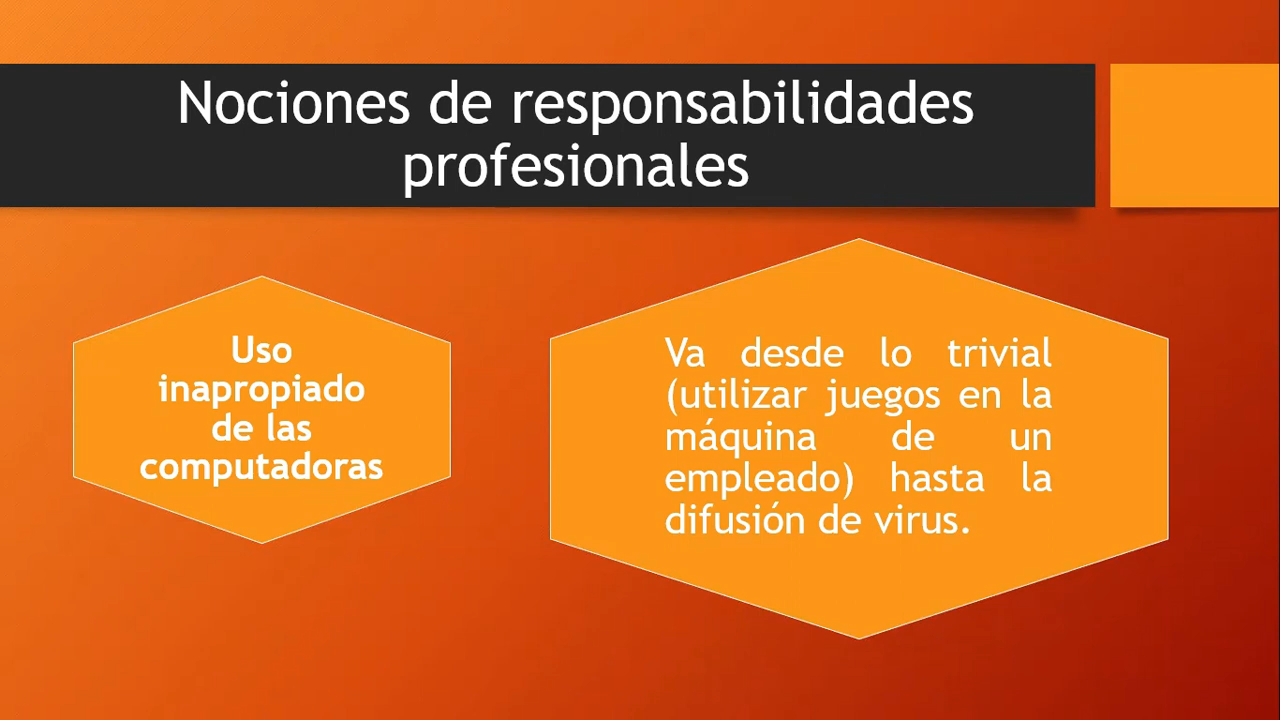 Nociones de responsabilidades
profesionales
Uso
inapropiado
de las
computadoras
Va desde lo trivial
(utilizar juegos en la
máquina de un
empleado) hasta la
difusión de virus.